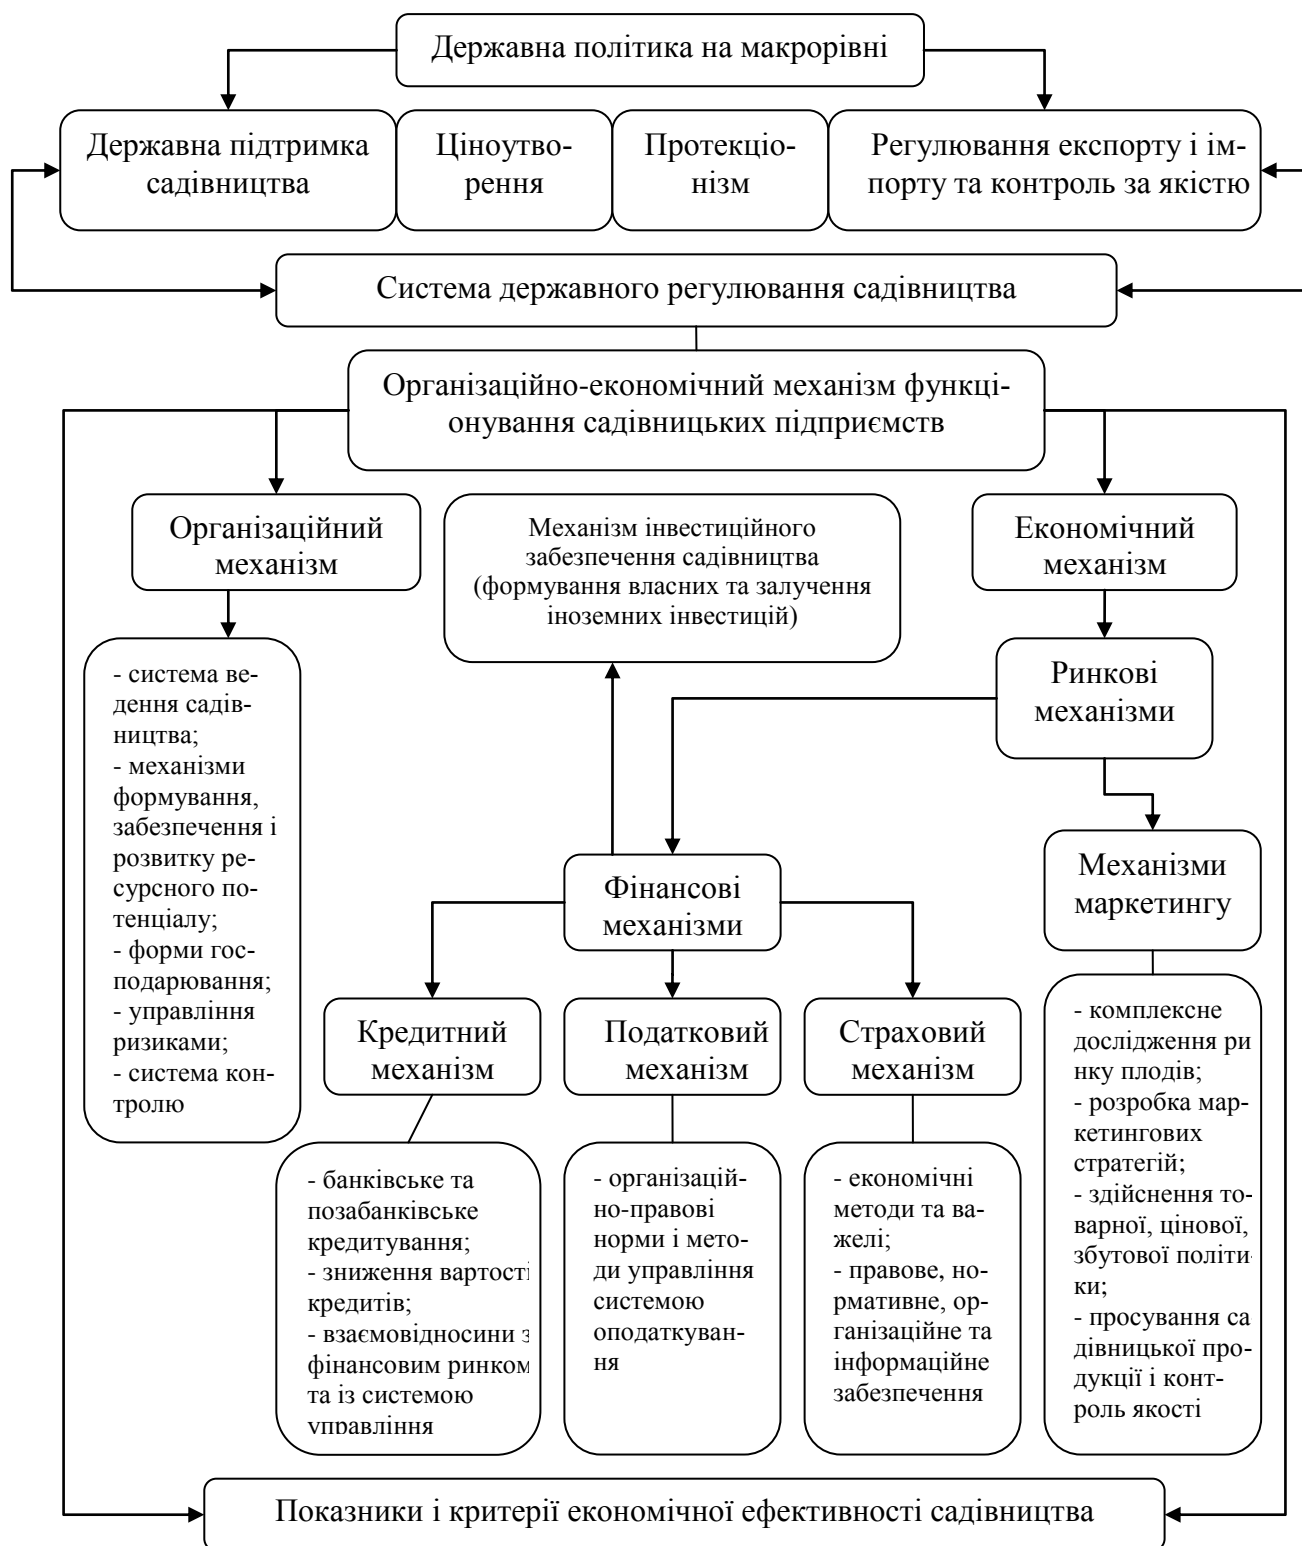 Державна політика на макрорівні
Державна підтримка
садівництва
Ціноутво-
рення
Протекціо-
нізм
Регулювання експорту і ім-
порту та контроль за якістю
Система державного регулювання садівництва
Організаційно-економічний механізм функці-
онування садівницьких підприємств
Організаційний
механізм
Механізм інвестиційного
забезпечення садівництва
(формування власних та залучення
іноземних інвестицій)
Економічний
механізм
- система ве-
дення садів-
ництва;
- механізми
формування,
забезпечення і
розвитку ре-
сурсного по-
тенціалу;
- форми гос-
подарювання;
- управління
ризиками;
- система кон-
тролю
Ринкові
механізми
Фінансові
механізми
Механізми
маркетингу
Кредитний
механізм
Податковий
механізм
Страховий
механізм
- банківське та
позабанківське
кредитування;
- зниження вартості
кредитів;
- взаємовідносини з
фінансовим ринком
та із системою
управління
- організацій-
но-правові
норми і мето-
ди управління
системою
оподаткуван-
ня
- економічні
методи та ва-
желі;
- правове, но-
рмативне, ор-
ганізаційне та
інформаційне
забезпечення
- комплексне
дослідження ри
нку плодів;
- розробка мар-
кетингових
стратегій;
- здійснення то-
варної, цінової,
збутової політи-
ки;
- просування са
дівницької про-
дукції і конт-
роль якості
Показники і критерії економічної ефективності садівництва